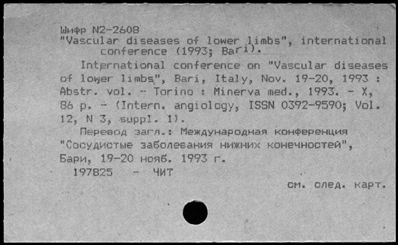 Шифр N2-2608
"Vascular diseases of lower limbs", international
conference (1993; Bari).
International conference on "Vascular diseases
of lower limbs", Bari, Italy, Nov. 19-20, 1993 :
Abstr. vol. - Torino : Minerva med., 1993. - X,
86 p. - (Intern. angiology, ISSN 0392-9590; Vol.
12, N 3, suppl. 1).
Перевод загл.: Международная конференция
"Сосудистые заболевания нижних конечностей",
Бари, 19-20 нояб. 1993 г.
197825 - ЧИТ
см. след. карт.